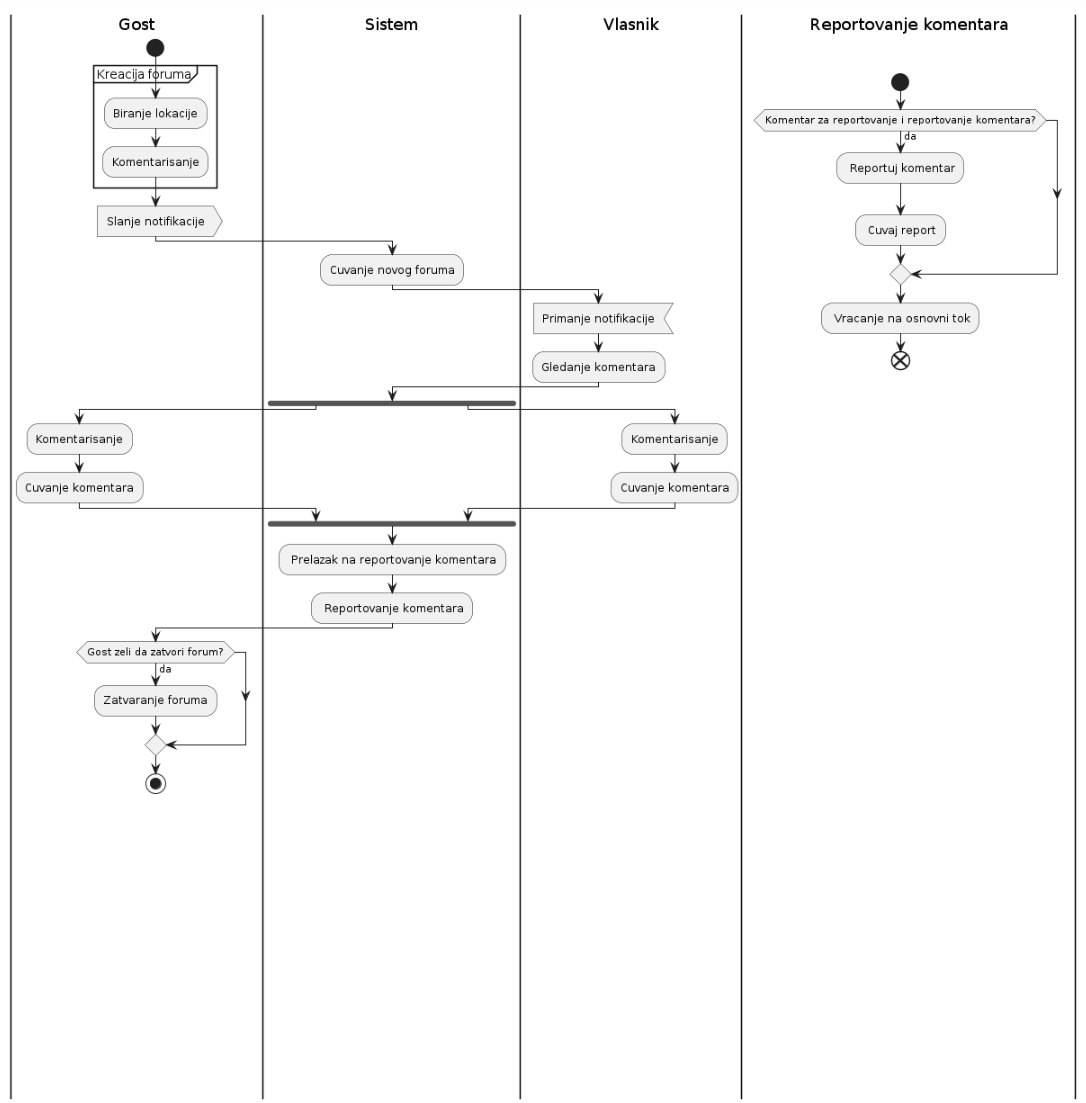 Gost
Sistem
Vlasnik
Reportovanje komentara
Kreacija foruma
Biranje lokacije
Komentarisanje
Slanje notifikacije
Cuvanje novog foruma
Primanje notifikacije
Gledanje komentara
Komentarisanje
Cuvanje komentara
Komentarisanje
Cuvanje komentara
Prelazak na reportovanje komentara
Reportovanje komentara
Gost zeli da zatvori forum?
da
Zatvaranje foruma
Komentar za reportovanje i reportovanje komentara?
da
Reportuj komentar
Cuvaj report
Vracanje na osnovni tok